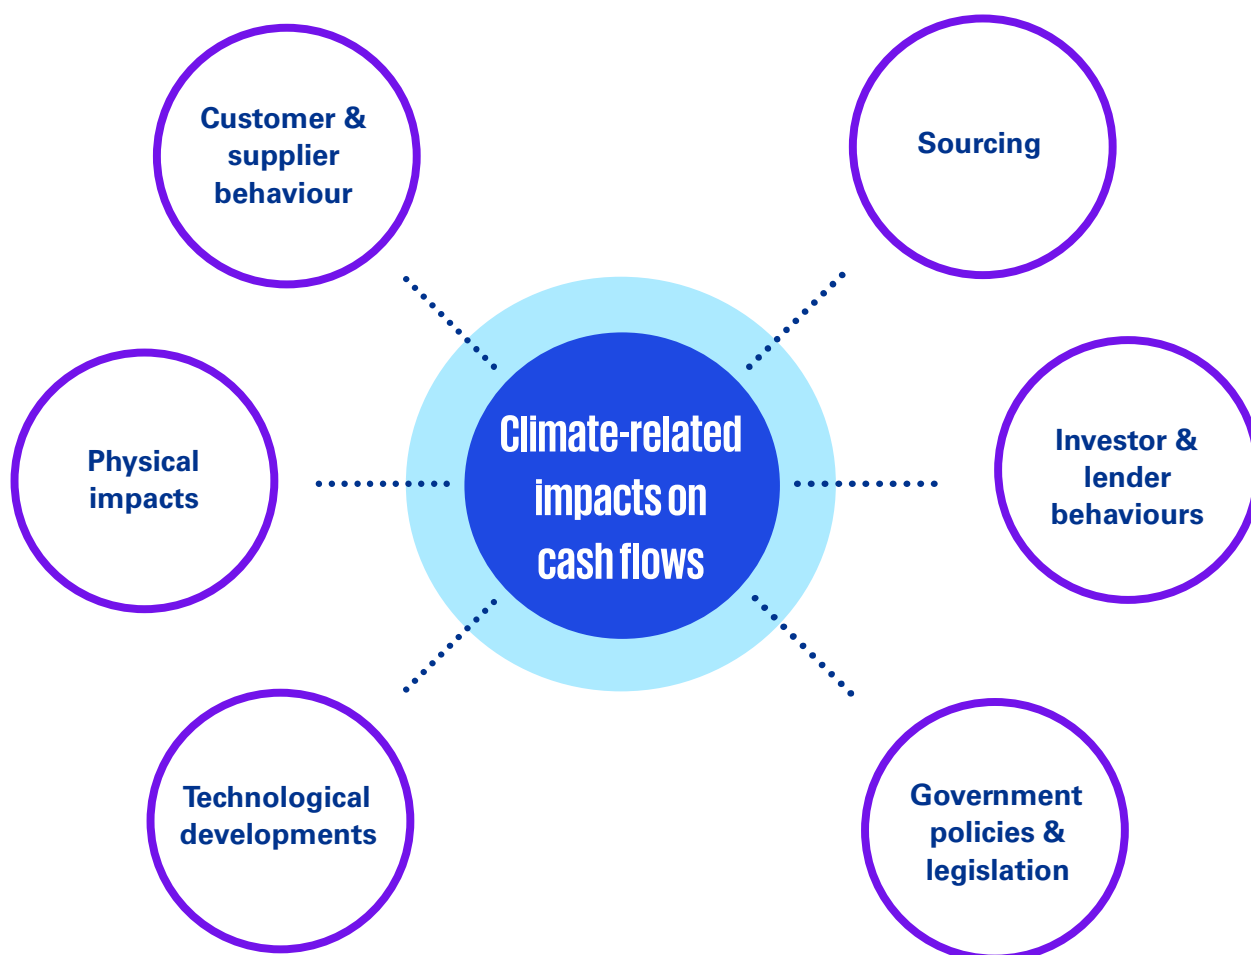 Customer &
supplier
behaviour
Sourcing
Climate-related
impacts on
cash flows
Physical
impacts
Investor &
lender
behaviours
Technological
developments
Government
policies &
legislation